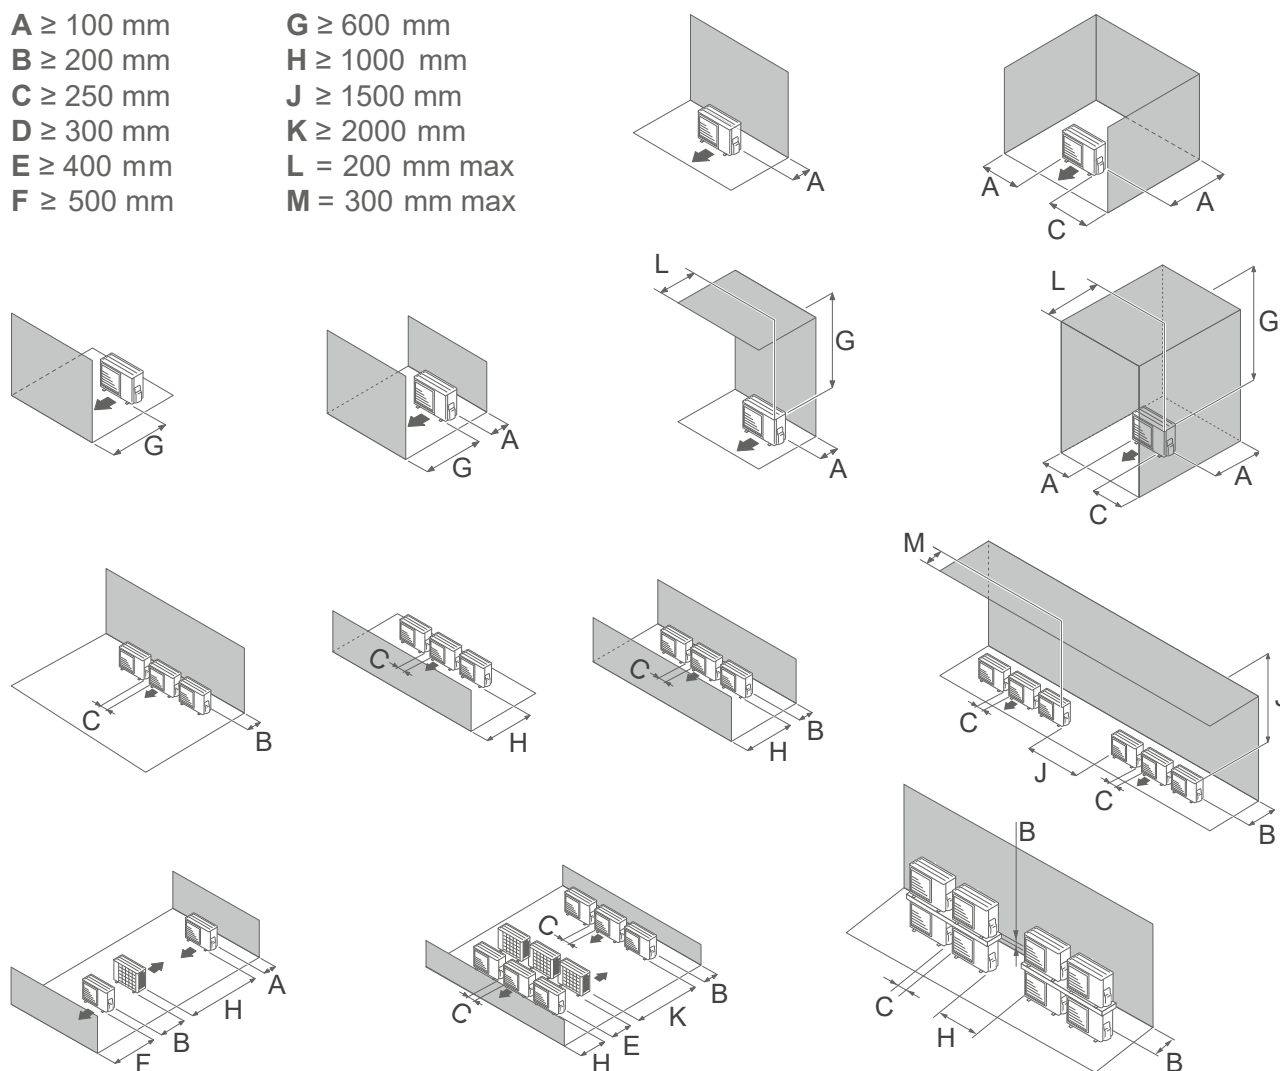 A ≥ 100 mm
B ≥ 200 mm
C ≥ 250 mm
D ≥ 300 mm
E ≥ 400 mm
F ≥ 500 mm
G ≥ 600 mm
H ≥ 1000 mm
J ≥ 1500 mm
K ≥ 2000 mm
L = 200 mm max
M = 300 mm max
A
A
C
A
G
G
A
L
G
A
L
G
A
C
A
C
B
C
H
C
H
B
M
J
C
J
C
B
F
B
H
A
C
C
H
E
K
B
B
C
H
B